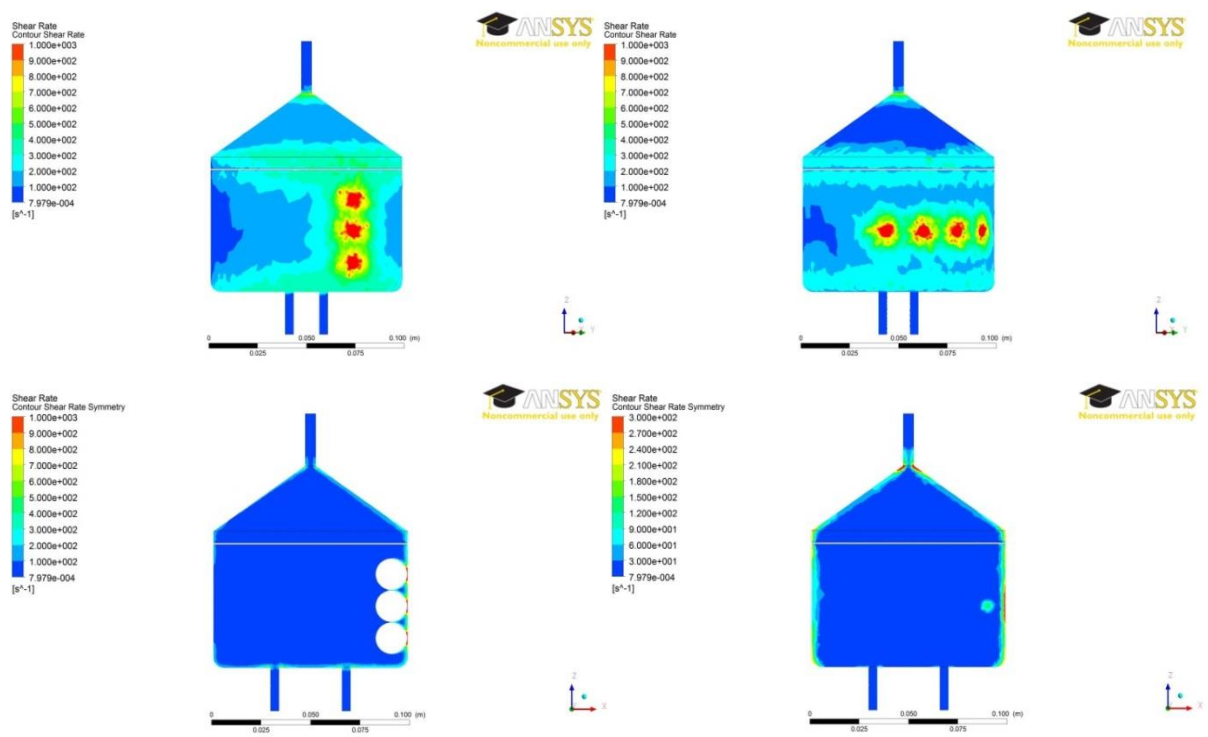 Shear Rate
Contour Shear Rate
1.000e+003
9.000e+002
8.000e+002
7.000e+002
6.000e+002
5.000e+002
4.000e+002
3.000e+002
2.000e+002
1.000e+002
7.979e-004
[s^-1]
ANSYS
Noncommercial use only
0 0.050 0.100 (m)
0.025 0.075
Z
Y
Shear Rate
Contour Shear Rate
1.000e+003
9.000e+002
8.000e+002
7.000e+002
6.000e+002
5.000e+002
4.000e+002
3.000e+002
2.000e+002
1.000e+002
7.979e-004
[s^-1]
ANSYS
Noncommercial use only
0 0.050 0.100 (m)
0.025 0.075
Z
Y
Shear Rate
Contour Shear Rate Symmetry
1.000e+003
9.000e+002
8.000e+002
7.000e+002
6.000e+002
5.000e+002
4.000e+002
3.000e+002
2.000e+002
1.000e+002
7.979e-004
[s^-1]
ANSYS
Noncommercial use only
0 0.050 0.100 (m)
0.025 0.075
Z
X
Shear Rate
Contour Shear Rate Symmetry
3.000e+002
2.700e+002
2.400e+002
2.100e+002
1.800e+002
1.500e+002
1.200e+002
9.000e+001
6.000e+001
3.000e+001
7.979e-004
[s^-1]
ANSYS
Noncommercial use only
0 0.050 0.100 (m)
0.025 0.075
Z
X